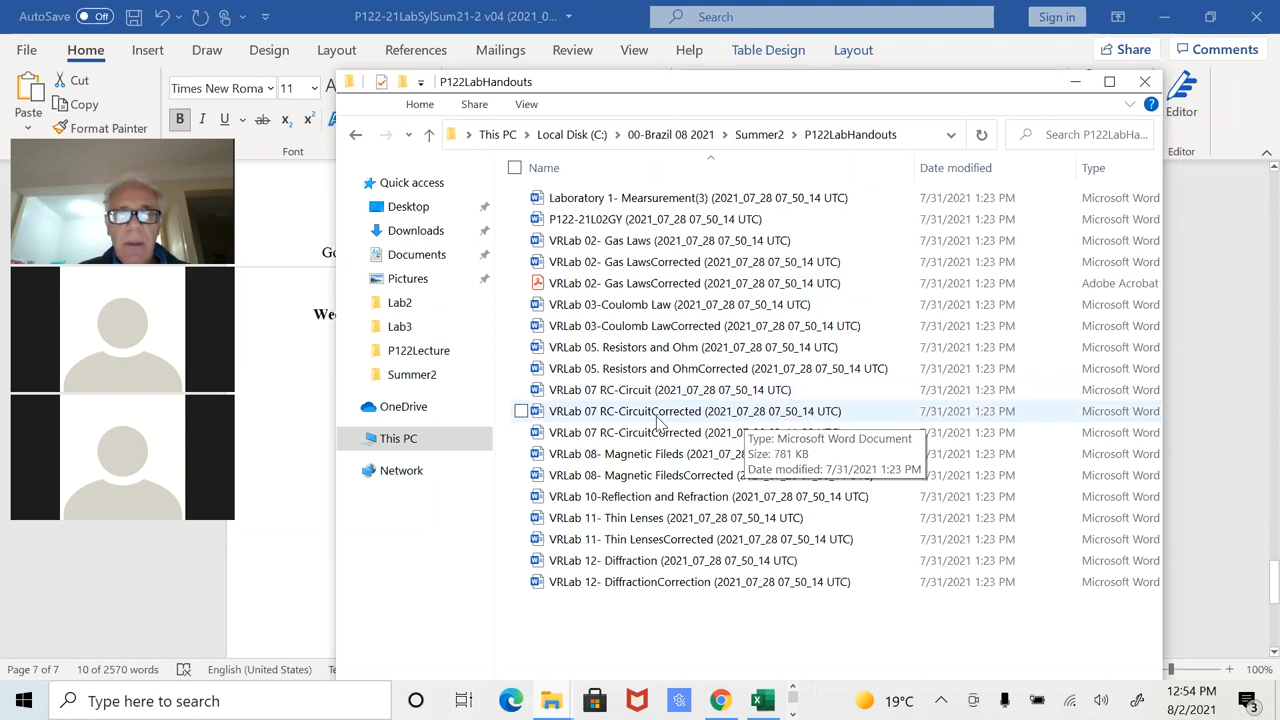 AutoSave Off P122-21LabSylSum21-2 v04 (2021_0... Search Sign in
File Home Insert Draw Design Layout References Mailings Review View Help Table Design Layout Share Comments
Paste Cut Copy Format Painter
Times New Roma 11
B I U ab x₂ x²
Font
Editor
Editor
P122LabHandouts
Home Share View
This PC Local Disk (C:) 00-Brazil 08 2021 Summer2 P122LabHandouts Search P122LabHa...
Name Date modified Type
Quick access
Desktop
Downloads
Documents
Pictures
Lab2
Lab3
P122Lecture
Summer2
OneDrive
This PC
Network
Laboratory 1- Mearsurement(3) (2021_07_28 07_50_14 UTC) 7/31/2021 1:23 PM Microsoft Word
P122-21L02GY (2021_07_28 07_50_14 UTC) 7/31/2021 1:23 PM Microsoft Word
VRLab 02- Gas Laws (2021_07_28 07_50_14 UTC) 7/31/2021 1:23 PM Microsoft Word
VRLab 02- Gas LawsCorrected (2021_07_28 07_50_14 UTC) 7/31/2021 1:23 PM Microsoft Word
VRLab 02- Gas LawsCorrected (2021_07_28 07_50_14 UTC) 7/31/2021 1:23 PM Adobe Acrobat
VRLab 03-Coulomb Law (2021_07_28 07_50_14 UTC) 7/31/2021 1:23 PM Microsoft Word
VRLab 03-Coulomb LawCorrected (2021_07_28 07_50_14 UTC) 7/31/2021 1:23 PM Microsoft Word
VRLab 05. Resistors and Ohm (2021_07_28 07_50_14 UTC) 7/31/2021 1:23 PM Microsoft Word
VRLab 05. Resistors and OhmCorrected (2021_07_28 07_50_14 UTC) 7/31/2021 1:23 PM Microsoft Word
VRLab 07 RC-Circuit (2021_07_28 07_50_14 UTC) 7/31/2021 1:23 PM Microsoft Word
VRLab 07 RC-CircuitCorrected (2021_07_28 07_50_14 UTC) 7/31/2021 1:23 PM Microsoft Word
VRLab 07 RC-CircuitCorrected 7/31/2021 1:23 PM Microsoft Word
VRLab 08- Magnetic Fileds (2021_07_28 7/31/2021 1:23 PM Microsoft Word
VRLab 08- Magnetic FiledsCorrected 7/31/2021 1:23 PM Microsoft Word
VRLab 10-Reflection and Refraction (2021_07_28 07_50_14 UTC) 7/31/2021 1:23 PM Microsoft Word
VRLab 11- Thin Lenses (2021_07_28 07_50_14 UTC) 7/31/2021 1:23 PM Microsoft Word
VRLab 11- Thin LensesCorrected (2021_07_28 07_50_14 UTC) 7/31/2021 1:23 PM Microsoft Word
VRLab 12- Diffraction (2021_07_28 07_50_14 UTC) 7/31/2021 1:23 PM Microsoft Word
VRLab 12- DiffractionCorrection (2021_07_28 07_50_14 UTC) 7/31/2021 1:23 PM Microsoft Word
Type: Microsoft Word Document
Size: 781 KB
Date modified: 7/31/2021 1:23 PM
Page 7 of 7 10 of 2570 words English (United States) 100%
Type here to search 19°C 12:54 PM
8/2/2021 3